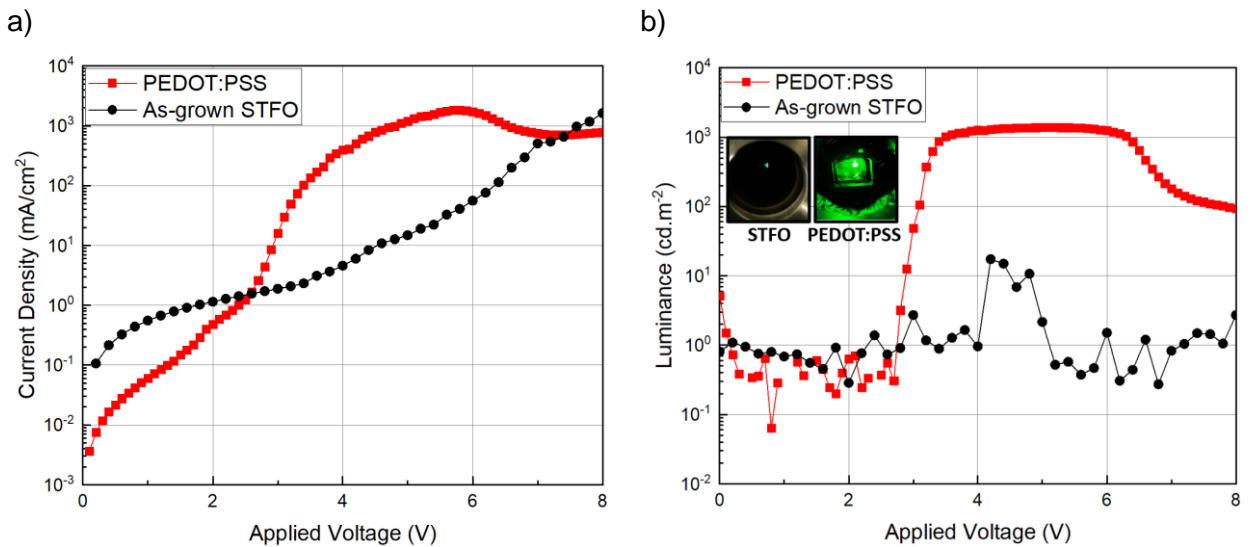 a)
10^4
10^3
10^2
10^1
10^0
10^-1
10^-2
10^-3
Current Density (mA/cm^2)
PEDOT:PSS
As-grown STFO
0 2 4 6 8
Applied Voltage (V)
b)
10^4
10^3
10^2
10^1
10^0
10^-1
10^-2
Luminance (cd.m^-2)
PEDOT:PSS
As-grown STFO
STFO PEDOT:PSS
0 2 4 6 8
Applied Voltage (V)